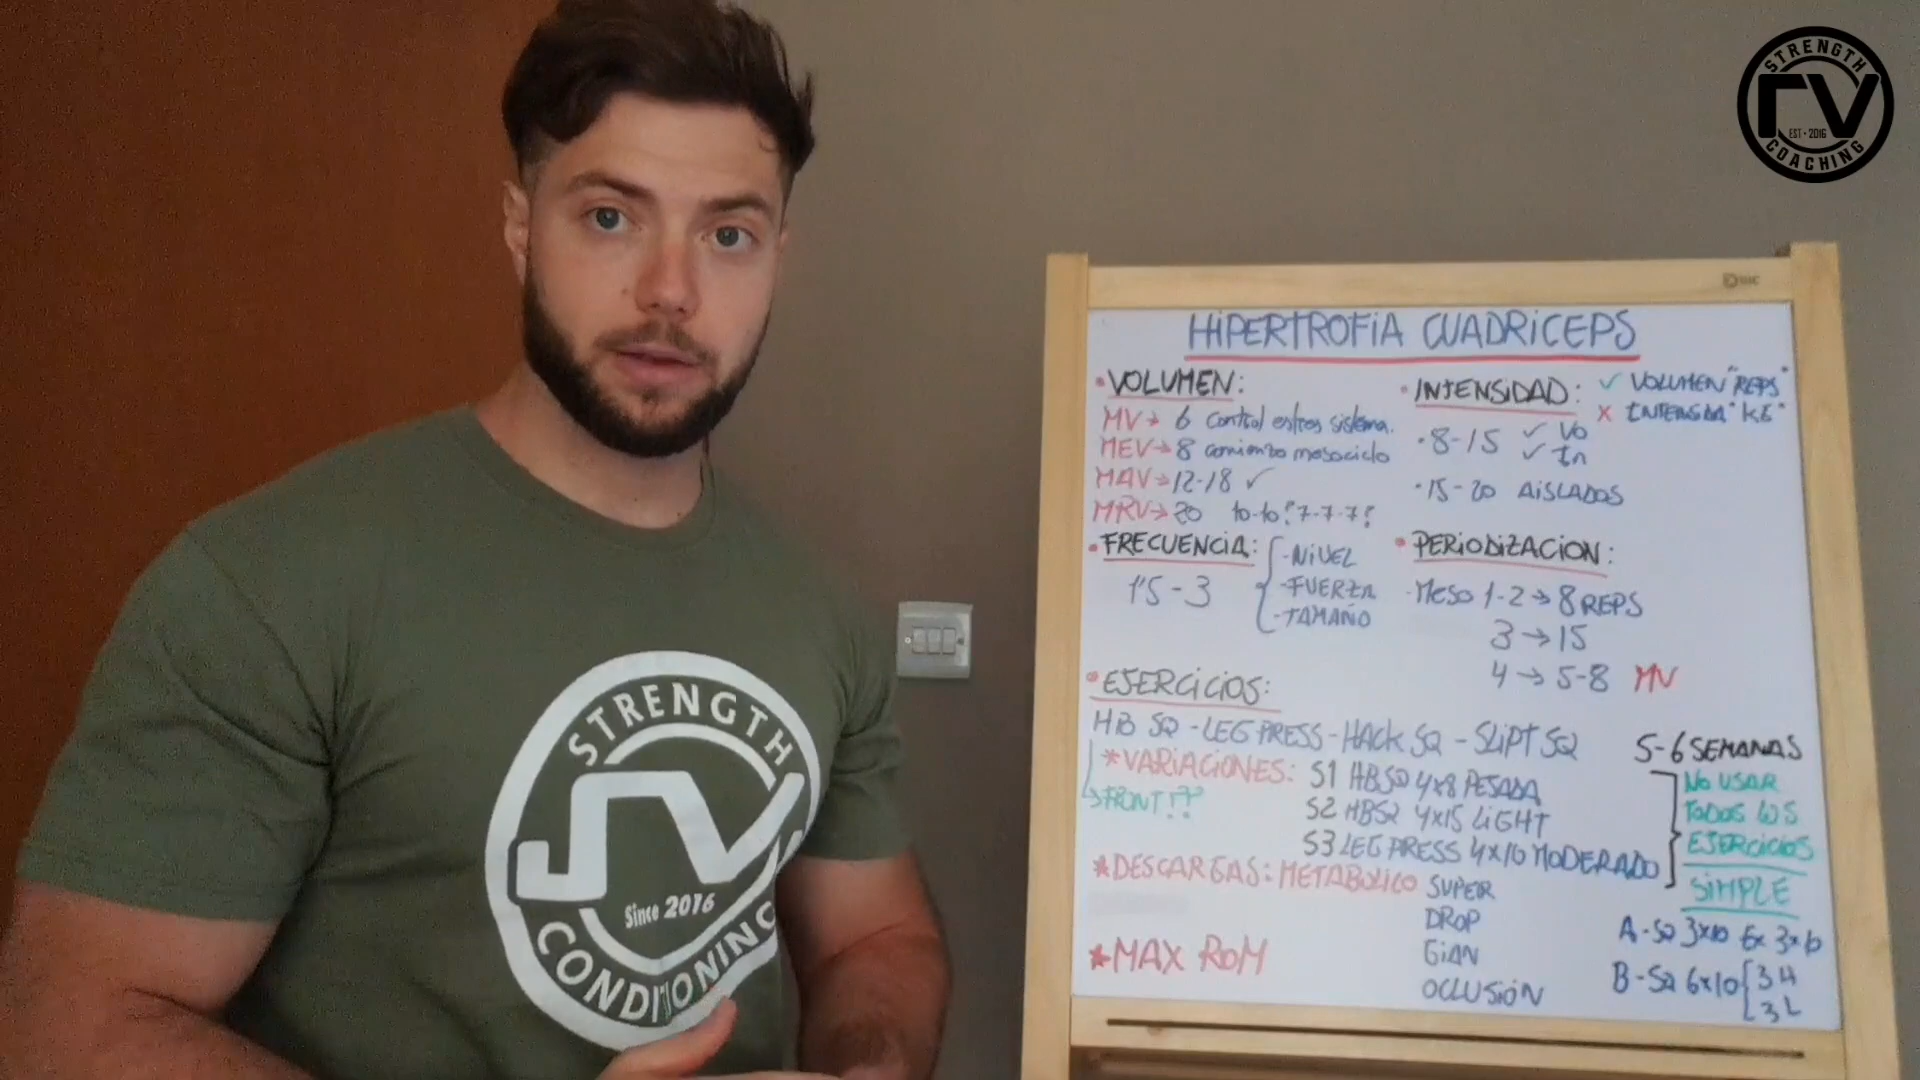 STRENGTH
RV
EST • 2016
COACHING
STRENGTH
Since 2016
CONDITIONING
HIPERTROFIA CUADRICEPS
• VOLUMEN:
MV → 6 control estres sistema.
MEV → 8 comienzo mesociclo
MAV → 12-18 ✓
MRV → 20 10-10? 7-7-7?
• INTENSIDAD: ✓ VOLUMEN "REPS"
x INTENSIDA "KG"
• 8-15 ✓ VO
✓ In
• 15-20 AISLADOS
• FRECUENCIA:
1'5-3
- NIVEL
- FUERZA
- TAMAÑO
• PERIODIZACION:
Meso 1-2 → 8 REPS
3 → 15
4 → 5-8 MV
• EJERCICIOS:
HB SQ - LEG PRESS - HACK SQ - SLIPT SQ
→ FRONT??
* VARIACIONES: S1 HBSQ 4x8 PESADA
S2 HBSQ 4x15 LIGHT
S3 LEG PRESS 4x10 MODERADO
5-6 SEMANAS
NO USAR
TODOS LOS
EJERCICIOS
SIMPLE
* DESCARGAS: METABOLICO SUPER
DROP
GIAN
OCLUSIÓN
* MAX ROM
A - SQ 3x10 Ex 3x10
B - SQ 6x10 [3 H
3 L